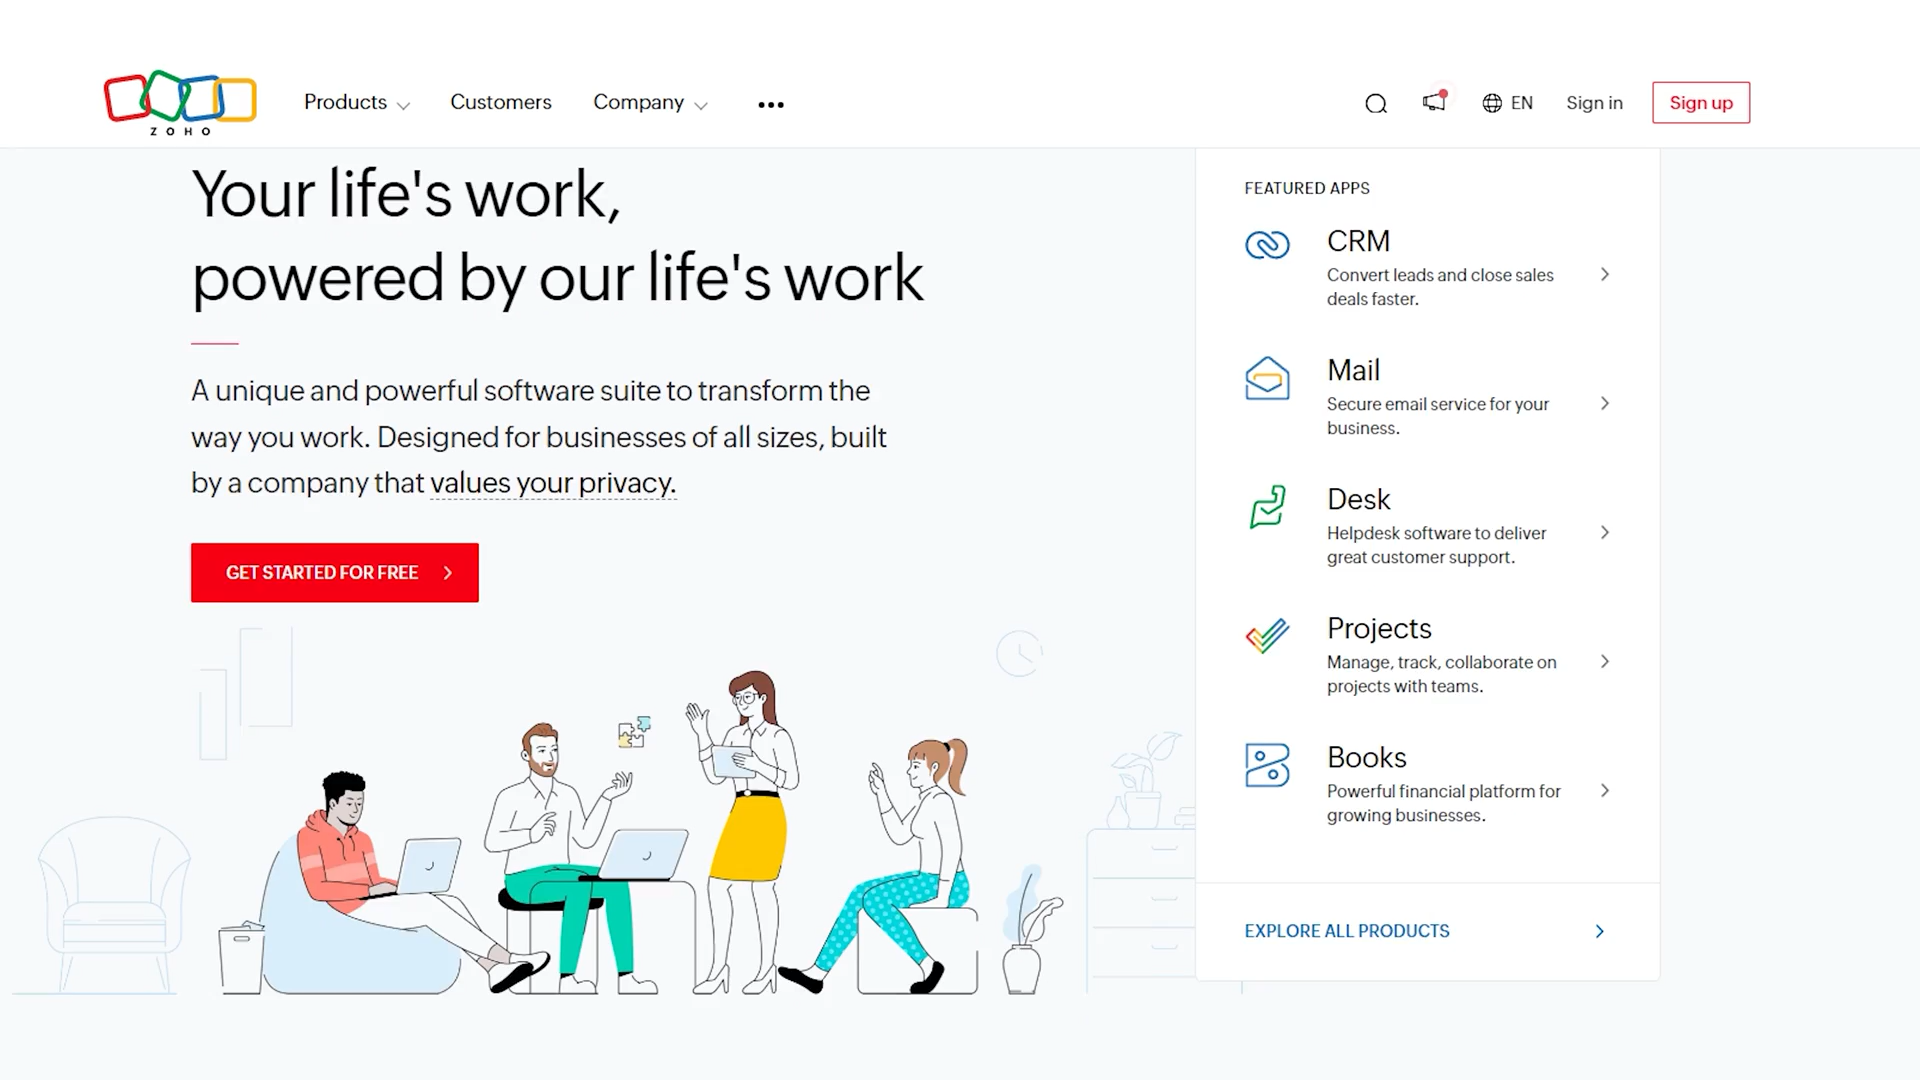 ZOHO
Products
Customers
Company
EN
Sign in
Sign up
Your life's work,
powered by our life's work
A unique and powerful software suite to transform the
way you work. Designed for businesses of all sizes, built
by a company that values your privacy.
GET STARTED FOR FREE
FEATURED APPS
CRM
Convert leads and close sales
deals faster.
Mail
Secure email service for your
business.
Desk
Helpdesk software to deliver
great customer support.
Projects
Manage, track, collaborate on
projects with teams.
Books
Powerful financial platform for
growing businesses.
EXPLORE ALL PRODUCTS